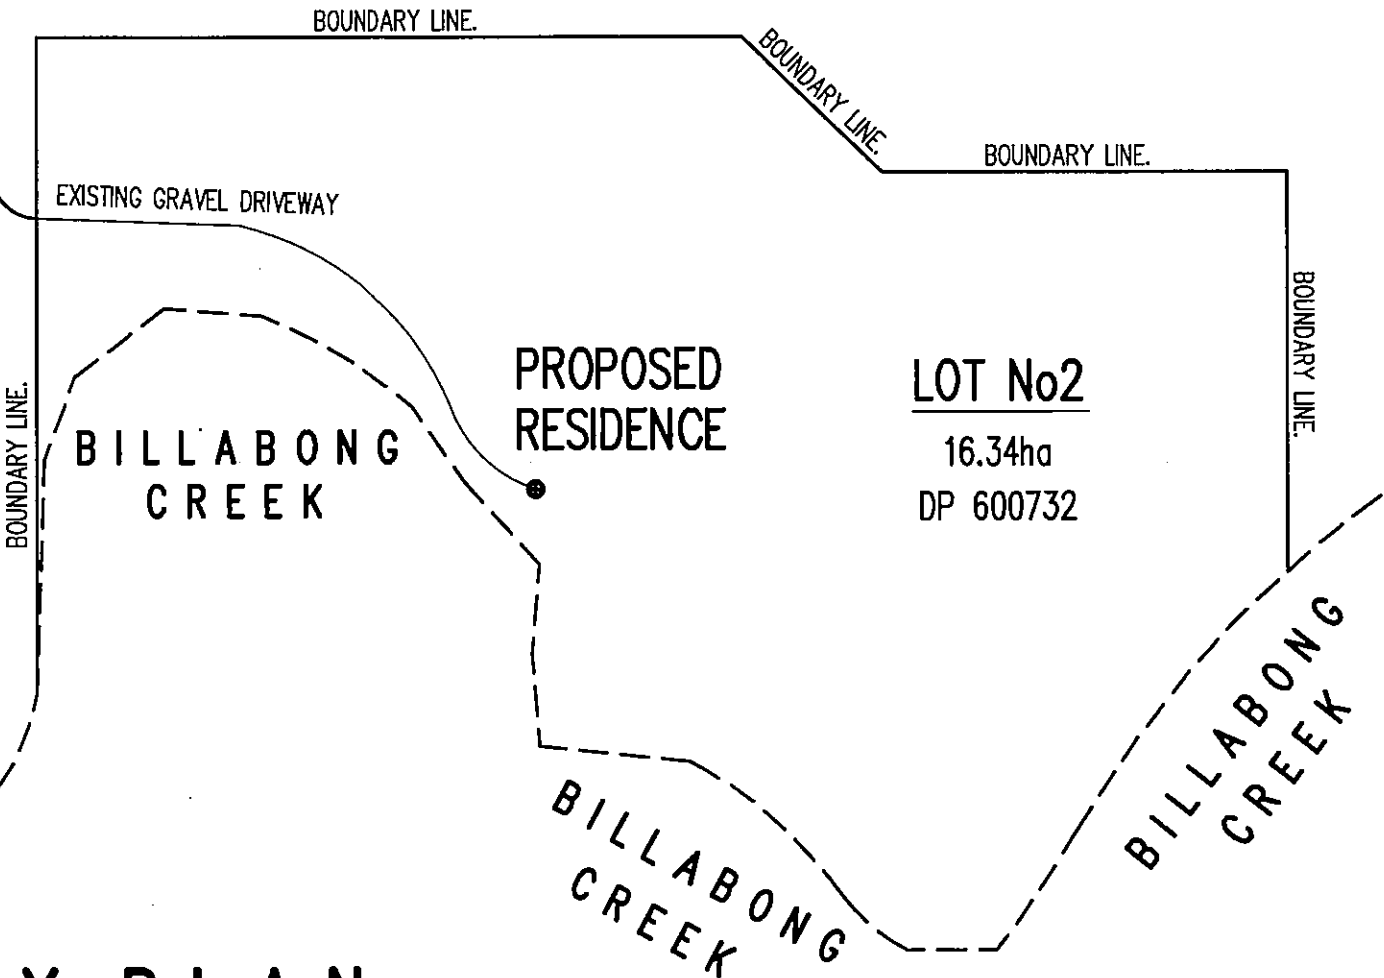 BOUNDARY LINE.
BOUNDARY LINE.
BOUNDARY LINE.
EXISTING GRAVEL DRIVEWAY
BOUNDARY LINE.
PROPOSED
RESIDENCE
LOT No2
16.34ha
DP 600732
BOUNDARY LINE.
BILLABONG
CREEK
BILLABONG
CREEK
BILLABONG
CREEK
Y PLAN